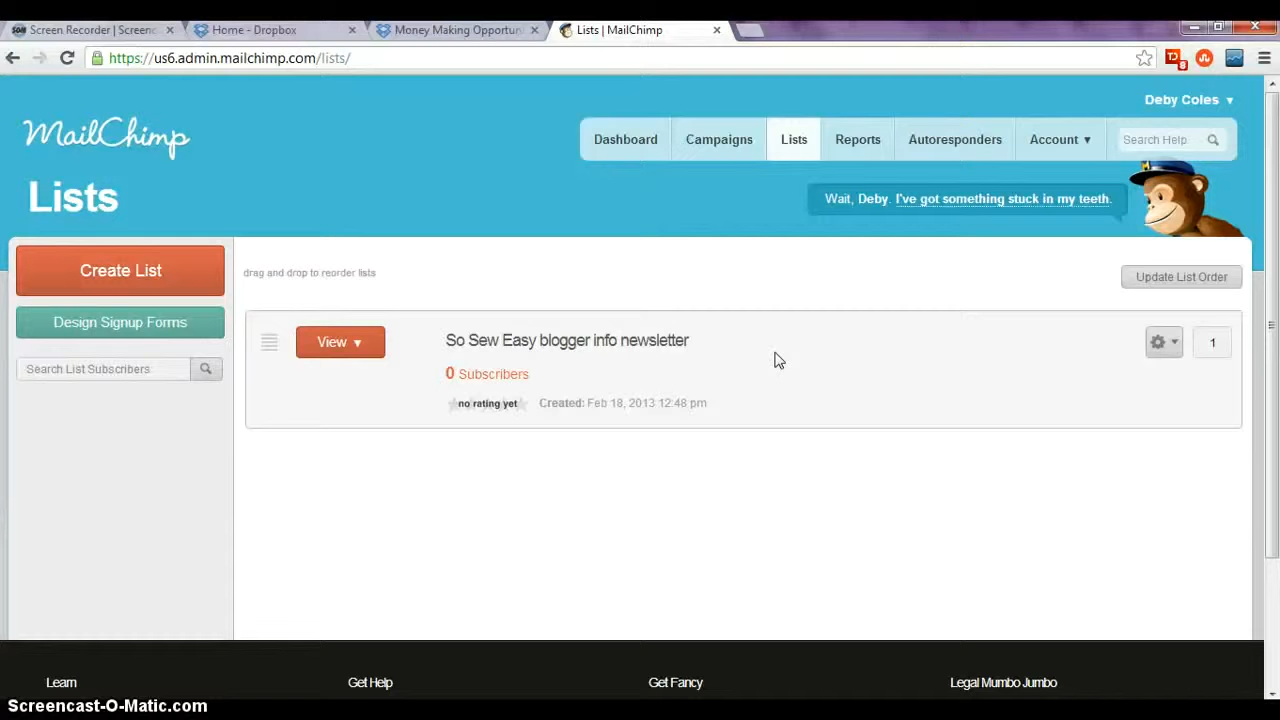 Screen Recorder | Screenc
Home - Dropbox
Money Making Opportun
Lists | MailChimp
https://us6.admin.mailchimp.com/lists/
8
Deby Coles ▾
MailChimp
Dashboard
Campaigns
Lists
Reports
Autoresponders
Account ▾
Search Help
Lists
Wait, Deby. I've got something stuck in my teeth.
Create List
drag and drop to reorder lists
Update List Order
Design Signup Forms
View ▾
So Sew Easy blogger info newsletter
1
Search List Subscribers
0 Subscribers
no rating yet
Created: Feb 18, 2013 12:48 pm
Learn
Get Help
Get Fancy
Legal Mumbo Jumbo
Screencast-O-Matic.com